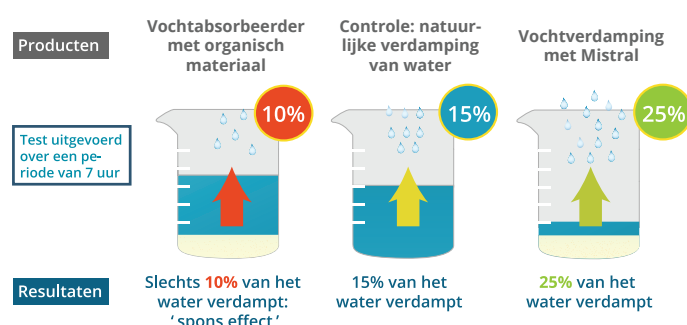 Producten
Vochtabsorbeerder
met organisch
materiaal
Controle: natuur-
lijke verdamping
van water
Vochtverdamping
met Mistral
10%
15%
25%
Test uitgevoerd
over een pe-
riode van 7 uur
Resultaten
Slechts 10% van het
water verdampt:
‘spons effect’
15% van het
water verdampt
25% van het
water verdampt